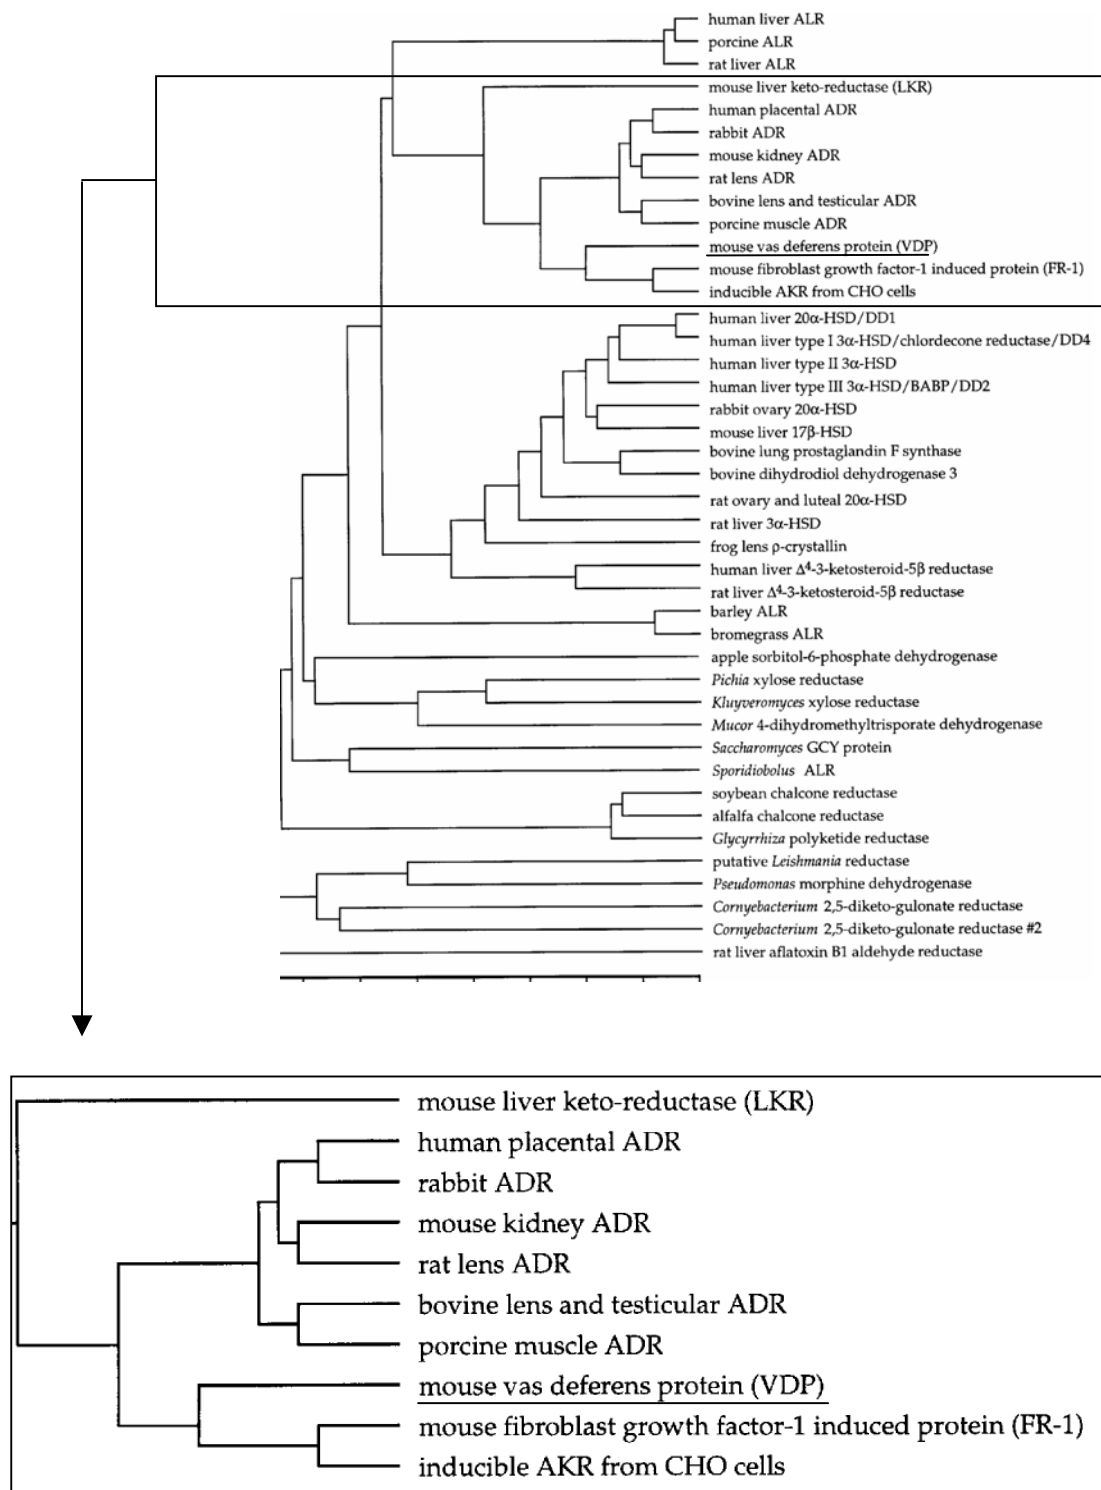 human liver ALR
porcine ALR
rat liver ALR
mouse liver keto-reductase (LKR)
human placental ADR
rabbit ADR
mouse kidney ADR
rat lens ADR
bovine lens and testicular ADR
porcine muscle ADR
mouse vas deferens protein (VDP)
mouse fibroblast growth factor-1 induced protein (FR-1)
inducible AKR from CHO cells
human liver 20α-HSD/DD1
human liver type I 3α-HSD/chlordecone reductase/DD4
human liver type II 3α-HSD
human liver type III 3α-HSD/BABP/DD2
rabbit ovary 20α-HSD
mouse liver 17β-HSD
bovine lung prostaglandin F synthase
bovine dihydrodiol dehydrogenase 3
rat ovary and luteal 20α-HSD
rat liver 3α-HSD
frog lens ρ-crystallin
human liver Δ⁴-3-ketosteroid-5β reductase
rat liver Δ⁴-3-ketosteroid-5β reductase
barley ALR
bromegrass ALR
apple sorbitol-6-phosphate dehydrogenase
Pichia xylose reductase
Kluyveromyces xylose reductase
Mucor 4-dihydromethyltrisporate dehydrogenase
Saccharomyces GCY protein
Sporidiobolus ALR
soybean chalcone reductase
alfalfa chalcone reductase
Glycyrrhiza polyketide reductase
putative Leishmania reductase
Pseudomonas morphine dehydrogenase
Cornyebacterium 2,5-diketo-gulonate reductase
Cornyebacterium 2,5-diketo-gulonate reductase #2
rat liver aflatoxin B1 aldehyde reductase
mouse liver keto-reductase (LKR)
human placental ADR
rabbit ADR
mouse kidney ADR
rat lens ADR
bovine lens and testicular ADR
porcine muscle ADR
mouse vas deferens protein (VDP)
mouse fibroblast growth factor-1 induced protein (FR-1)
inducible AKR from CHO cells